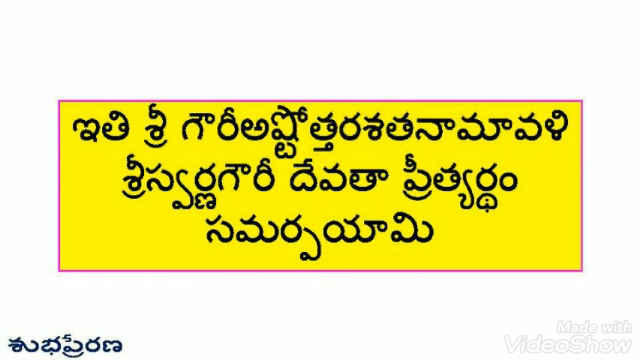 ఇతి శ్రీ గౌరీఅష్టోత్తరశతనామావళి
శ్రీస్వర్ణగౌరీ దేవతా ప్రీత్యర్థం
సమర్పయామి
శుభప్రేరణ
Made with
VideoShow